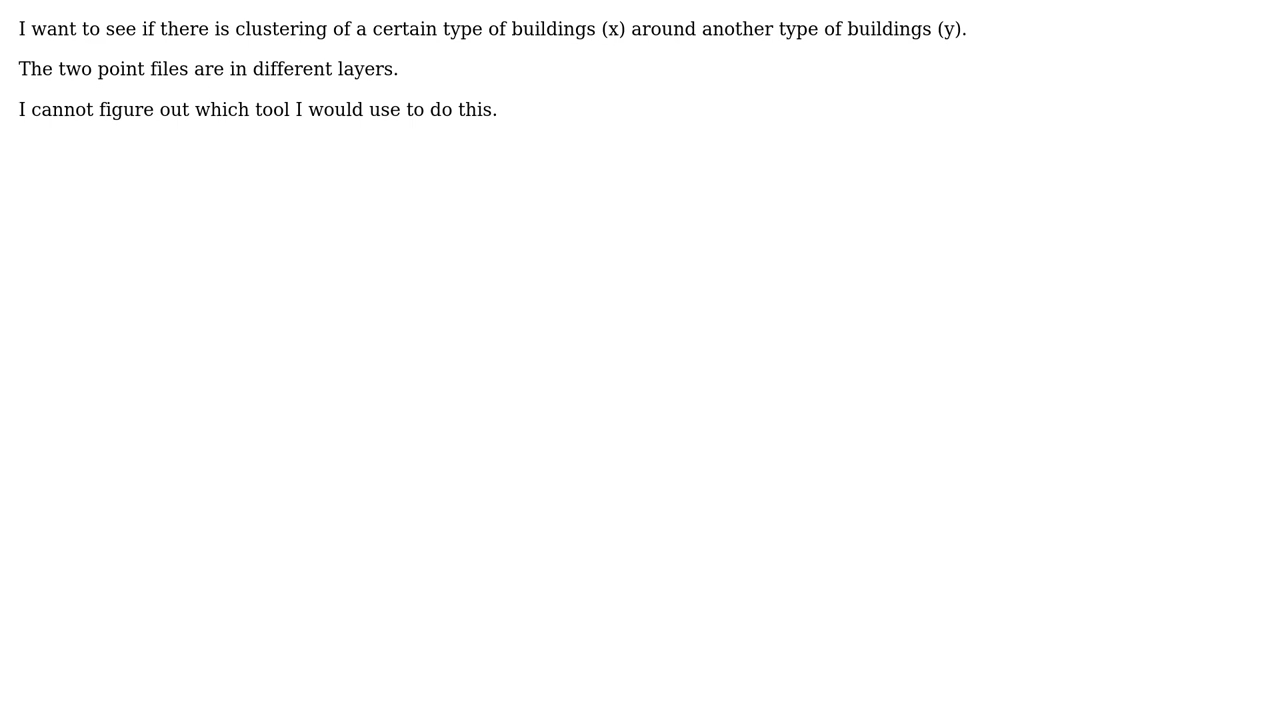 I want to see if there is clustering of a certain type of buildings (x) around another type of buildings (y).
The two point files are in different layers.
I cannot figure out which tool I would use to do this.